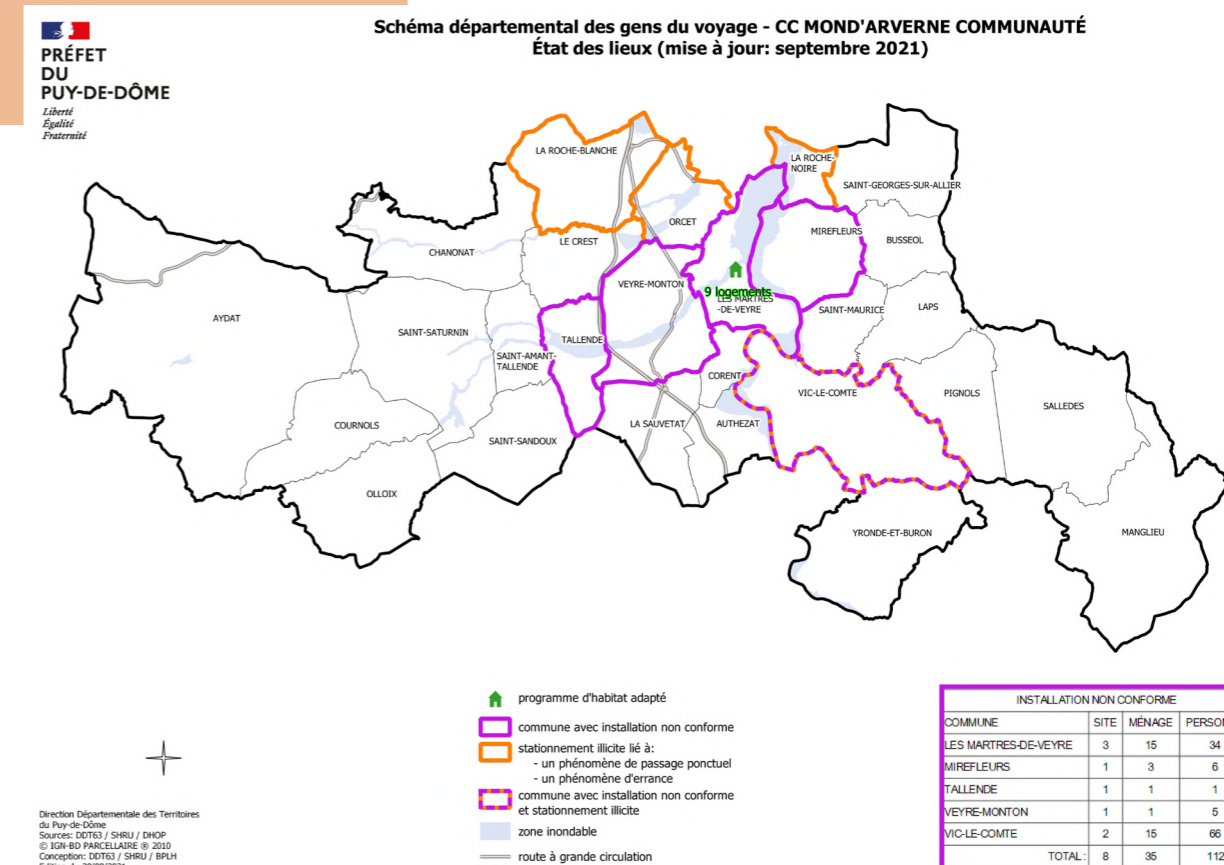 Schéma départemental des gens du voyage - CC MOND'ARVERNE COMMUNAUTÉ
État des lieux (mise à jour: septembre 2021)
PRÉFET
DU
PUY-DE-DÔME
Liberté
Égalité
Fraternité
LA ROCHE-BLANCHE
LA ROCHE-
NOIRE
SAINT-GEORGES-SUR-ALLIER
ORCET
MIREFLEURS
BUSSEOL
LE CREST
CHANONAT
VEYRE-MONTON
9 logements
LES MARTRES
-DE-VEYRE
SAINT-MAURICE
LAPS
AYDAT
SAINT-SATURNIN
TALLENDE
SAINT-AMANT-
TALLENDE
CORENT
VIC-LE-COMTE
PIGNOLS
SALLEDES
COURNOLS
LA SAUVETAT
AUTHEZAT
SAINT-SANDOUX
OLLOIX
YRONDE-ET-BURON
MANGLIEU
programme d'habitat adapté
commune avec installation non conforme
stationnement illicite lié à:
- un phénomène de passage ponctuel
- un phénomène d'errance
commune avec installation non conforme
et stationnement illicite
zone inondable
route à grande circulation
INSTALLATION NON CONFORME
COMMUNE SITE MÉNAGE
LES MARTRES-DE-VEYRE 3 15 34
MIREFLEURS 1 3 6
TALLENDE 1 1 1
VEYRE-MONTON 1 1 5
VIC-LE-COMTE 2 15 66
TOTAL : 8 35 112
Direction Départementale des Territoires
du Puy-de-Dôme
Sources: DDT63 / SHRU / DHOP
© IGN-BD PARCELLAIRE ® 2010
Conception: DDT63 / SHRU / BPLH